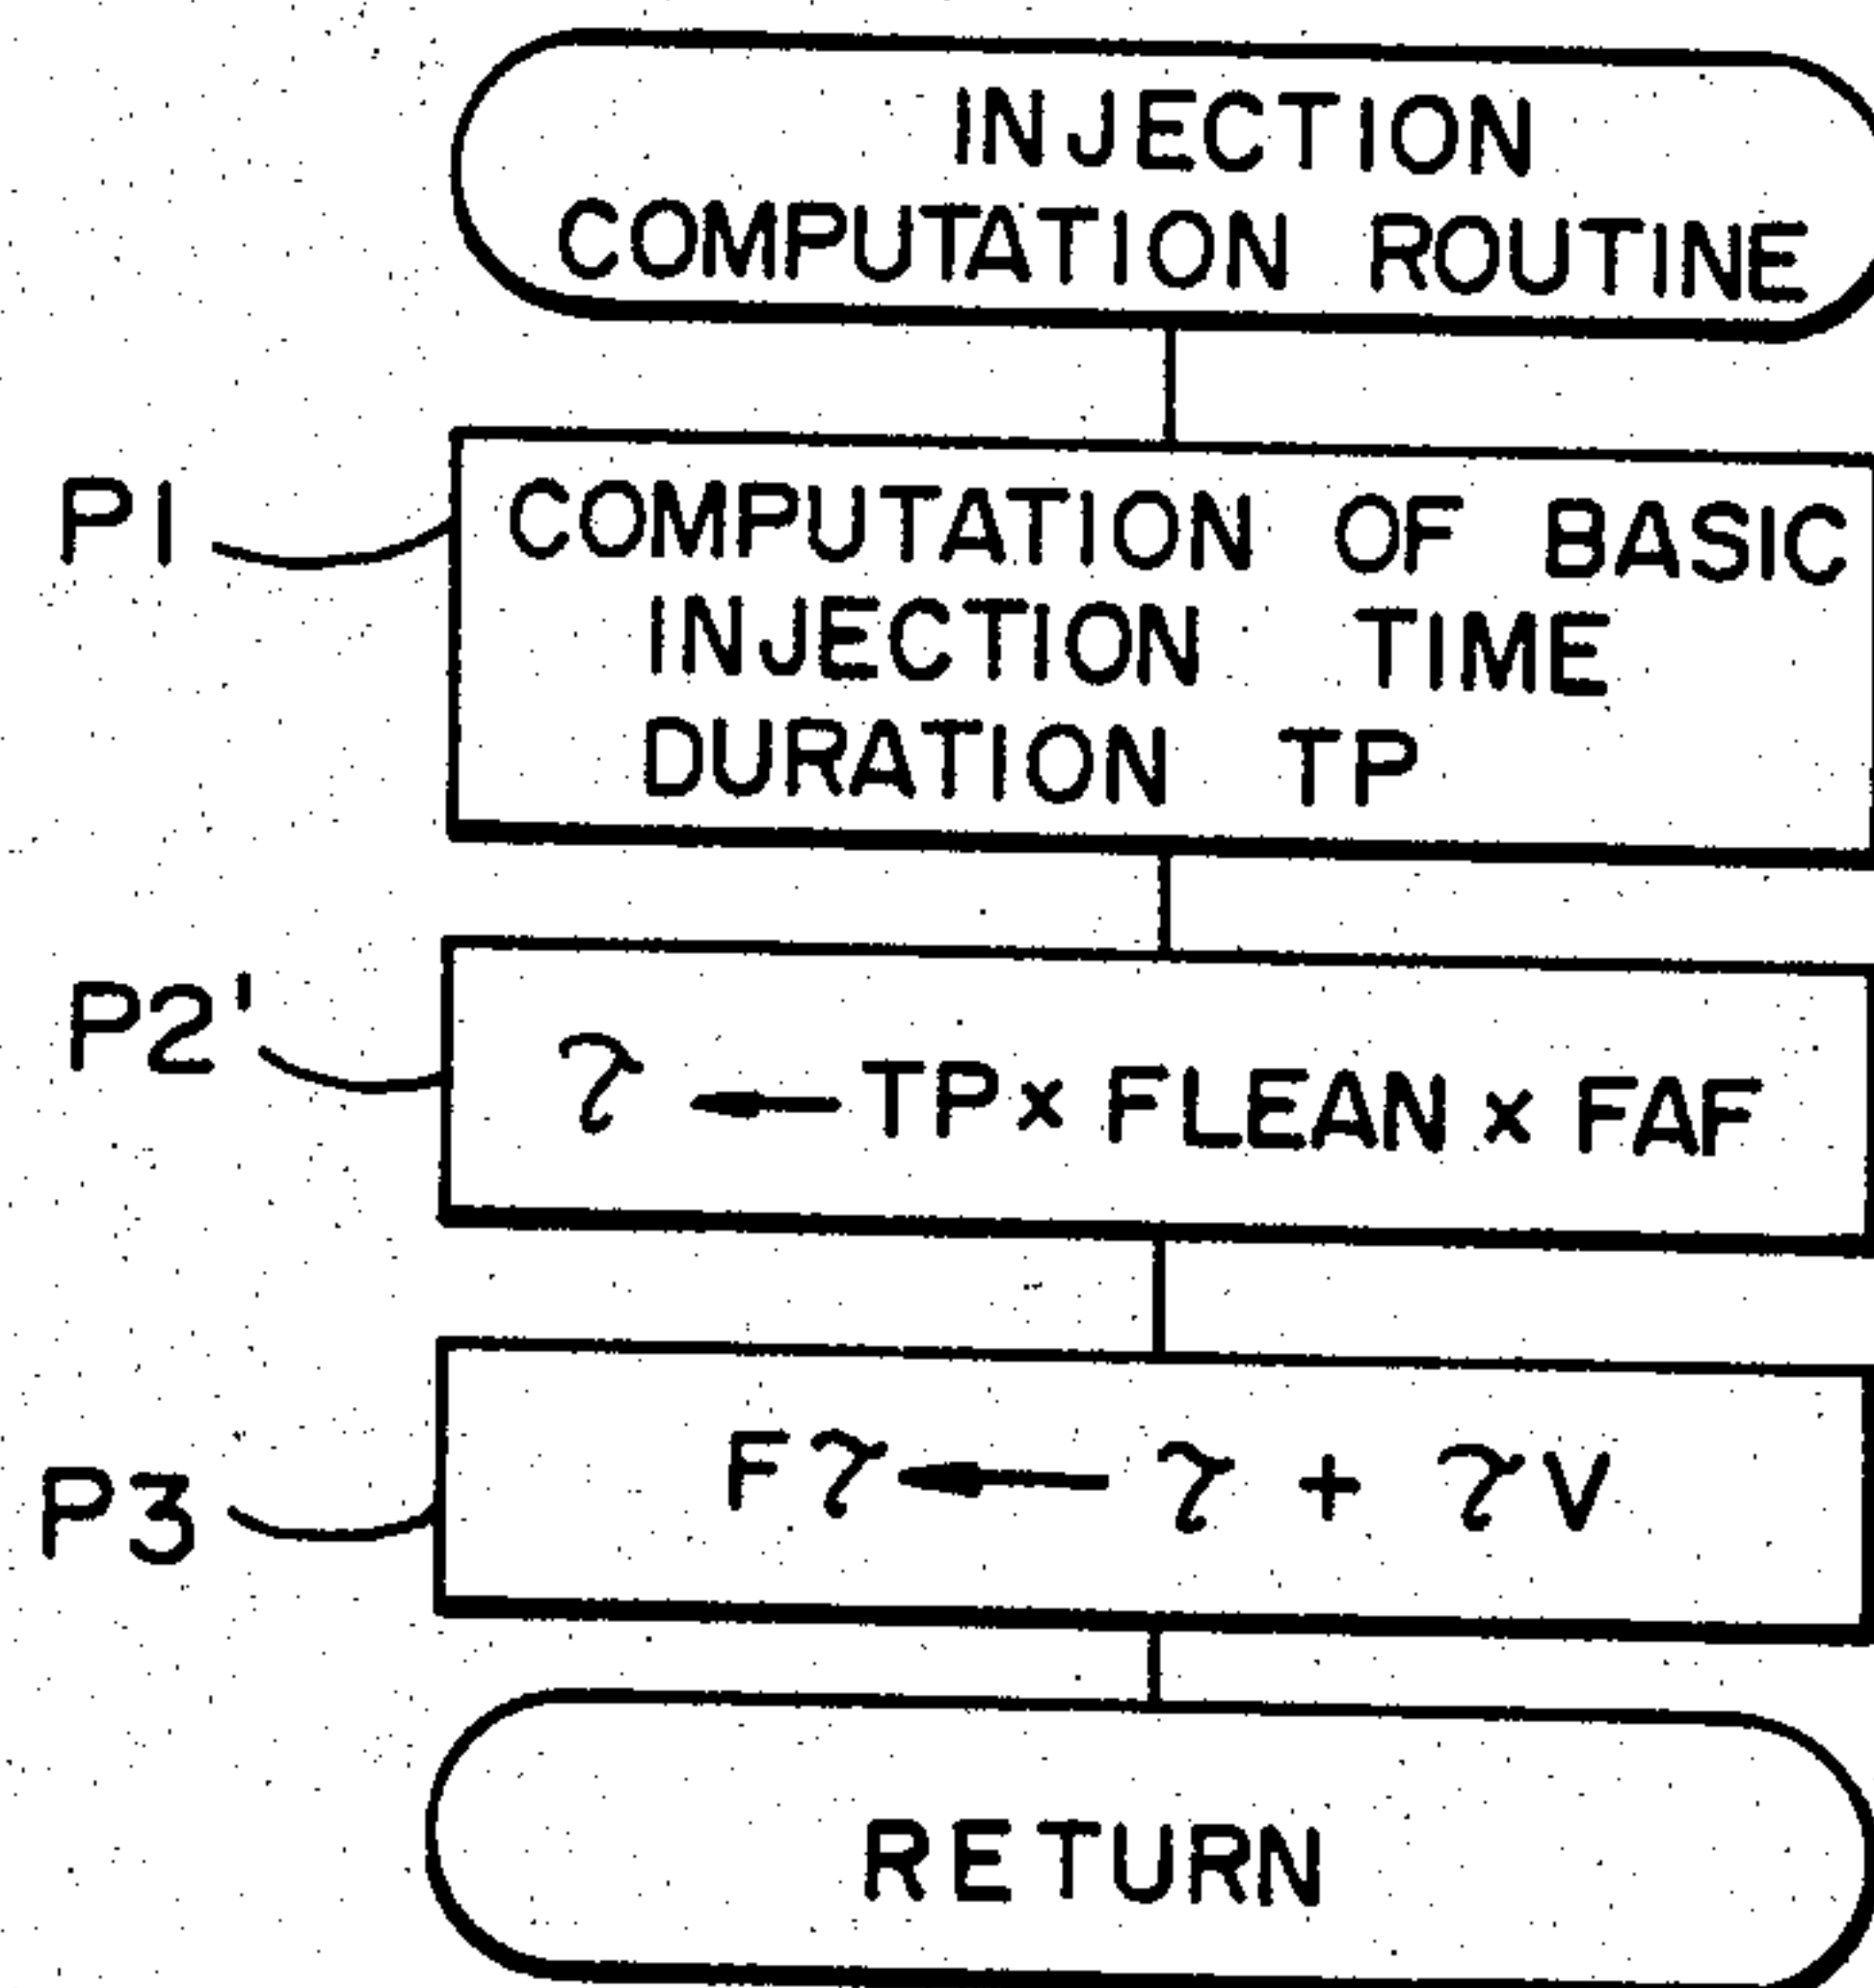 INJECTION
COMPUTATION ROUTINE
P1
COMPUTATION OF BASIC
INJECTION TIME
DURATION TP
P2'
τ ← TP × FLEAN × FAF
P3
Fτ ← τ + τV
RETURN